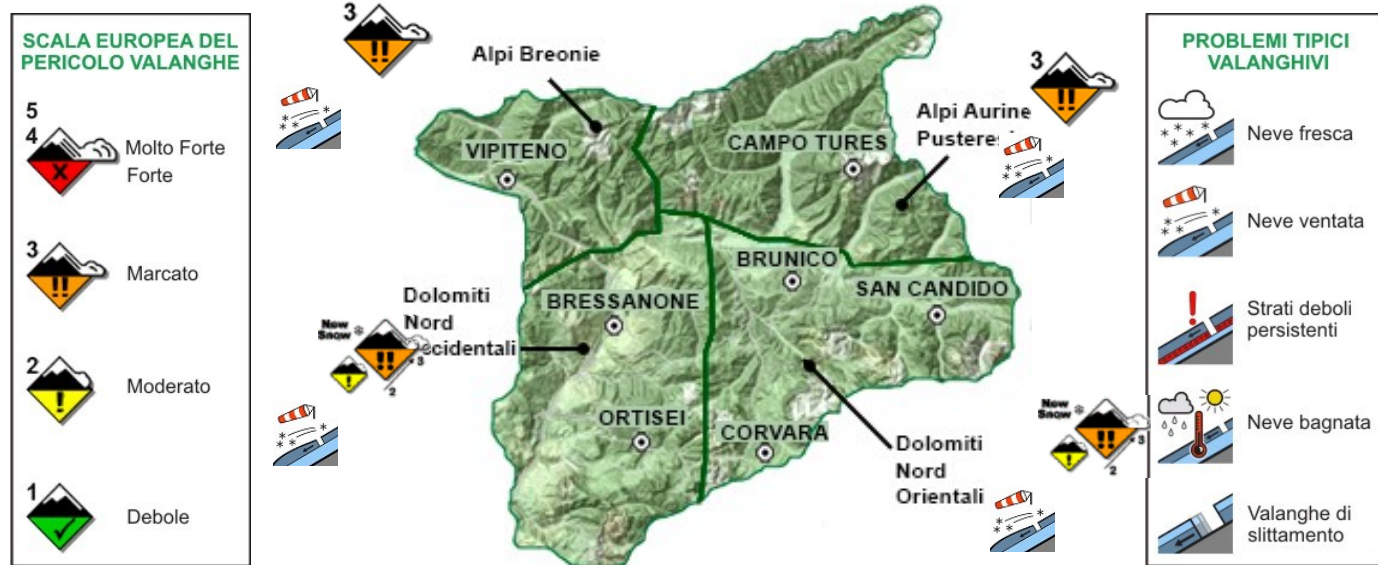 SCALA EUROPEA DEL
PERICOLO VALANGHE
5
4
Molto Forte
Forte
3
Marcato
2
Moderato
1
Debole
3
Alpi Breonie
VIPITENO
CAMPO TURES
3
Alpi Aurine
BRUNICO
SAN CANDIDO
BRESSANONE
Dolomiti
Nord
New
Snow
3
2
ORTISEI
CORVARA
Dolomiti
Nord
Orientali
New
Snow
3
2
PROBLEMI TIPICI
VALANGHIVI
Neve fresca
Neve ventata
Strati deboli
persistenti
Neve bagnata
Valanghe di
slittamento